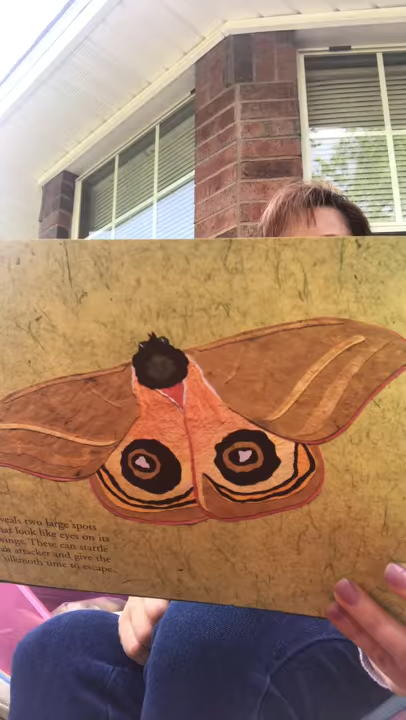 veals two large spots
hat look like eyes on its
wings. These can startle
an attacker and give the
silkmoth time to escape.